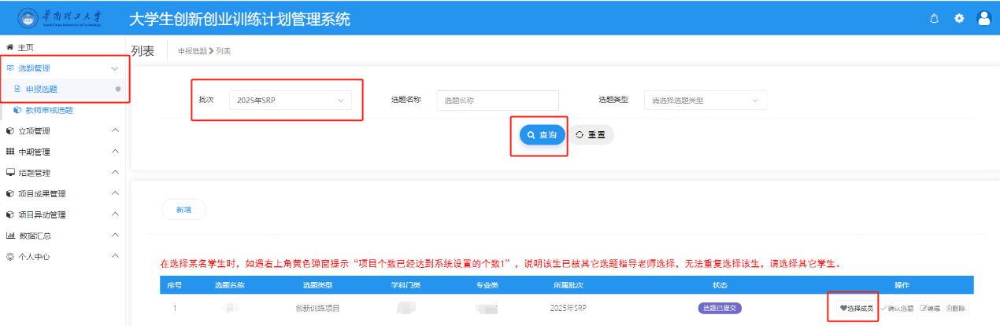 华南理工大学
South China University of Technology
大学生创新创业训练计划管理系统
主页
选题管理
申报选题
教师审核选题
立项管理
中期管理
结题管理
项目成果管理
项目异动管理
数据汇总
个人中心
列表 申报选题 列表
批次 2025年SRP 选题名称 选题名称 选题类型 请选择选题类型
查询 重置
新增
在选择某名学生时，如遇右上角黄色弹窗提示“项目个数已经达到系统设置的个数1”，说明该生已被其它选题指导老师选择，无法重复选择该生，请选择其它学生。
序号 选题名称 选题类型 学科门类 专业类 所属批次 状态 操作
1 创新训练项目 2025年SRP 选题已提交 选择成员 确认选题 编辑 删除